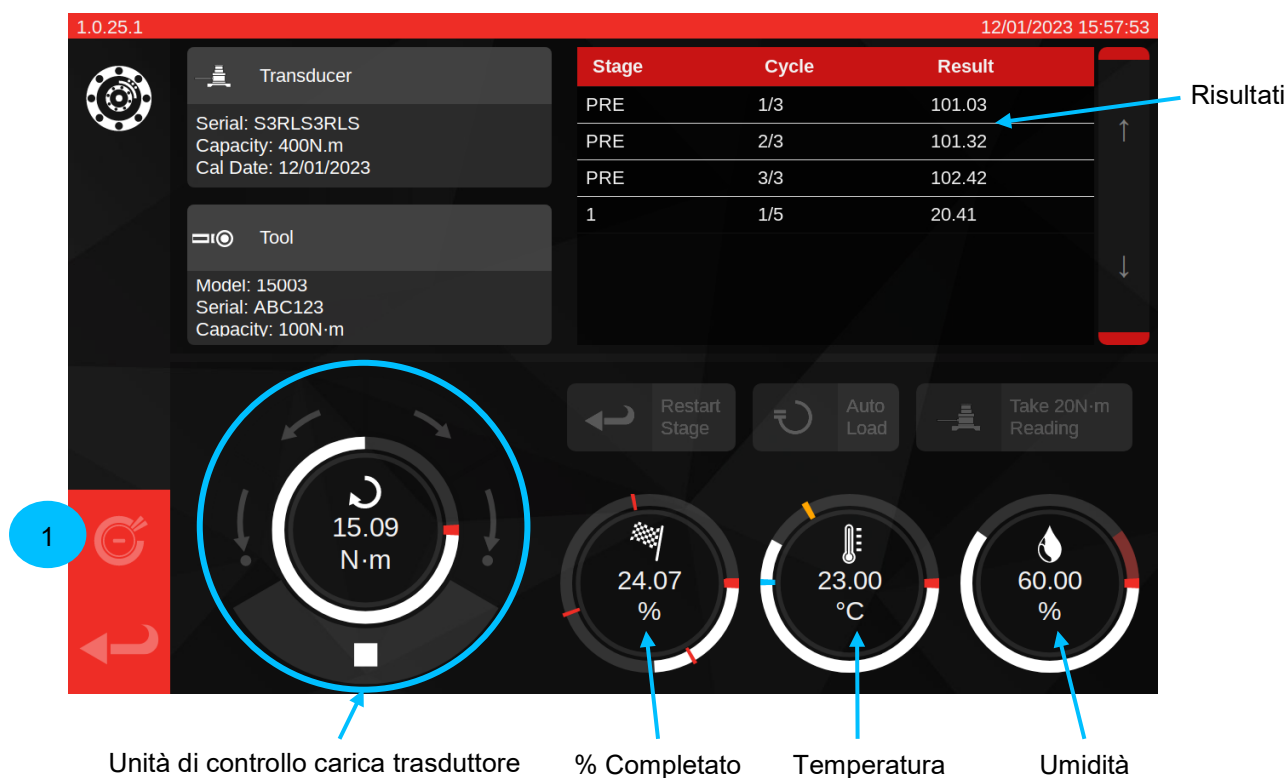 1.0.25.1 12/01/2023 15:57:53
Transducer
Serial: S3RLS3RLS
Capacity: 400N.m
Cal Date: 12/01/2023
Tool
Model: 15003
Serial: ABC123
Capacity: 100N·m
Stage Cycle Result
PRE 1/3 101.03
PRE 2/3 101.32
PRE 3/3 102.42
1 1/5 20.41
Risultati
Restart
Stage
Auto
Load
Take 20N·m
Reading
1
15.09
N·m
24.07
%
23.00
°C
60.00
%
Unità di controllo carica trasduttore
% Completato
Temperatura
Umidità